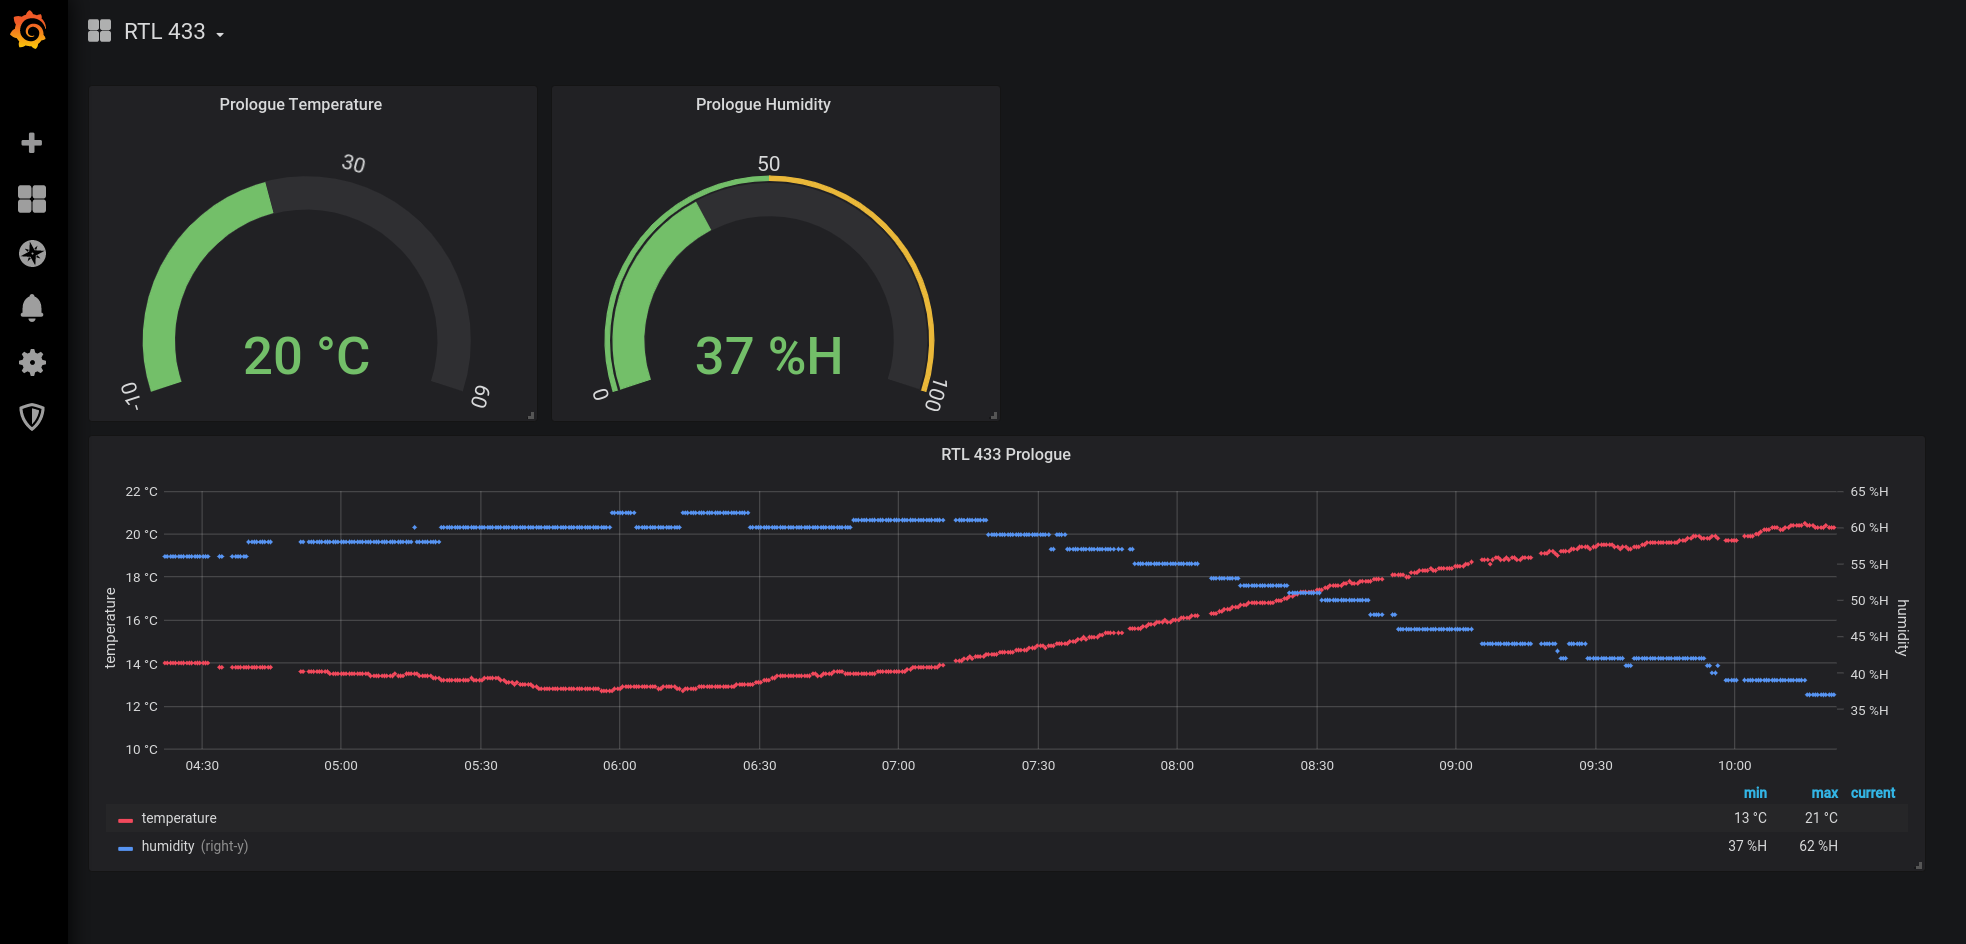 RTL 433
Prologue Temperature
30
20 °C
-10
60
Prologue Humidity
50
37 %H
0
100
RTL 433 Prologue
22 °C
20 °C
18 °C
16 °C
14 °C
12 °C
10 °C
temperature
65 %H
60 %H
55 %H
50 %H
45 %H
40 %H
35 %H
humidity
04:30 05:00 05:30 06:00 06:30 07:00 07:30 08:00 08:30 09:00 09:30 10:00
min max current
temperature 13 °C 21 °C
humidity (right-y) 37 %H 62 %H